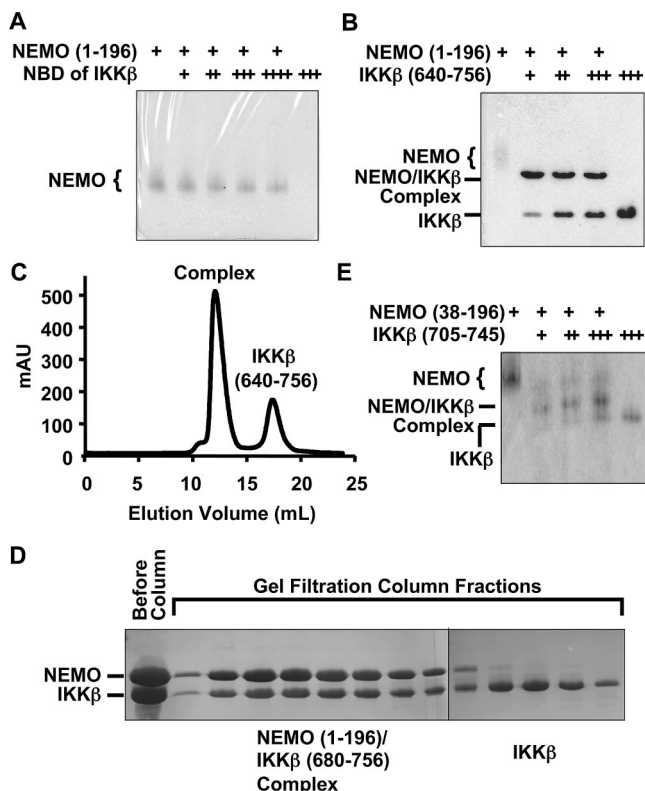 A
NEMO (1-196) + + + + +
NBD of IKKβ + ++ +++ ++++ +++
NEMO {
B
NEMO (1-196) + + + +
IKKβ (640-756) + ++ +++ +++
NEMO {
NEMO/IKKβ
Complex
IKKβ
C
Complex
IKKβ
(640-756)
mAU
500
400
300
200
100
0
0 5 10 15 20 25
Elution Volume (mL)
E
NEMO (38-196) + + + +
IKKβ (705-745) + ++ +++ +++
NEMO {
NEMO/IKKβ
Complex
IKKβ
D
Before
Column
Gel Filtration Column Fractions
NEMO
IKKβ
NEMO (1-196)/
IKKβ (680-756)
Complex
IKKβ